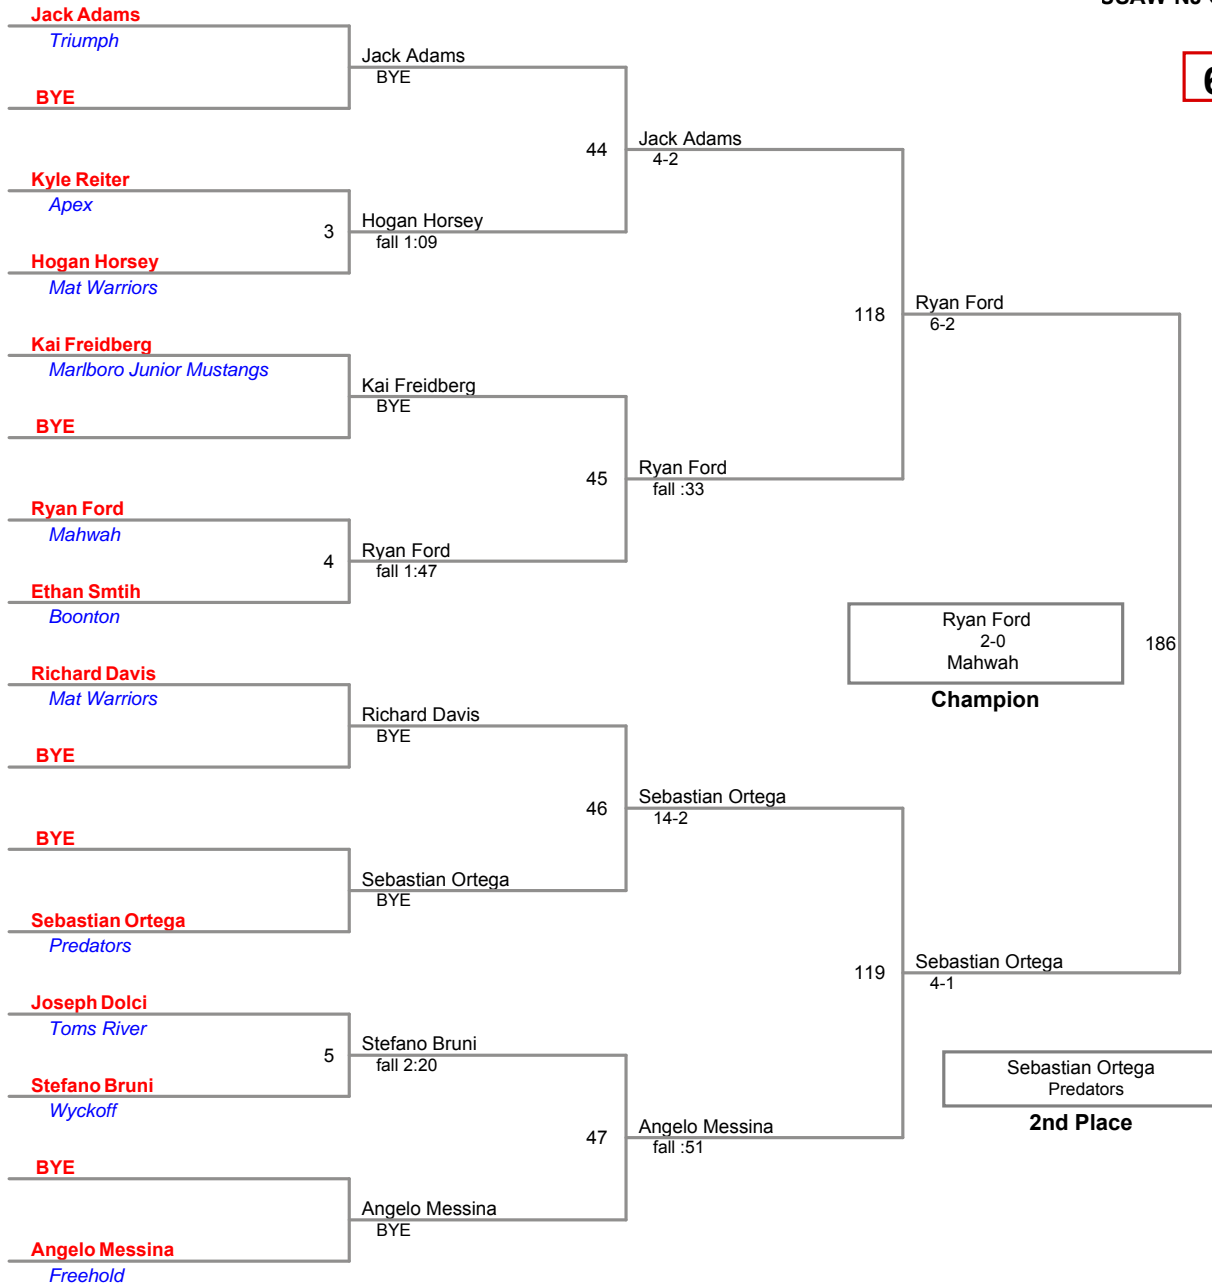 Jack Adams
Triumph
BYE
Kyle Reiter
Apex
3
Hogan Horsey
Mat Warriors
Kai Freidberg
Marlboro Junior Mustangs
BYE
Ryan Ford
Mahwah
4
Ethan Smtih
Boonton
Richard Davis
Mat Warriors
BYE
BYE
Sebastian Ortega
Predators
Joseph Dolci
Toms River
5
Stefano Bruni
Wyckoff
BYE
Angelo Messina
Freehold
Jack Adams
BYE
44
Hogan Horsey
fall 1:09
Kai Freidberg
BYE
45
Ryan Ford
fall 1:47
Richard Davis
BYE
46
Sebastian Ortega
BYE
Stefano Bruni
fall 2:20
47
Angelo Messina
BYE
Jack Adams
4-2
118
Ryan Ford
fall :33
Sebastian Ortega
14-2
119
Angelo Messina
fall :51
Ryan Ford
6-2
186
Sebastian Ortega
4-1
Ryan Ford
2-0
Mahwah
Champion
Sebastian Ortega
Predators
2nd Place